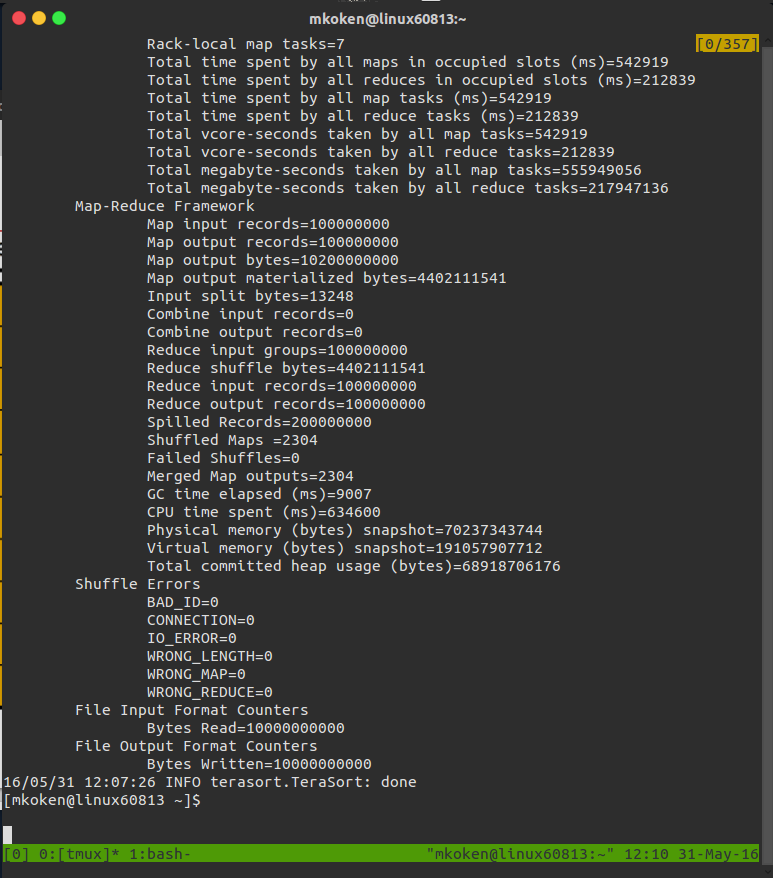 mkoken@linux60813:~
[0/357]
Rack-local map tasks=7
Total time spent by all maps in occupied slots (ms)=542919
Total time spent by all reduces in occupied slots (ms)=212839
Total time spent by all map tasks (ms)=542919
Total time spent by all reduce tasks (ms)=212839
Total vcore-seconds taken by all map tasks=542919
Total vcore-seconds taken by all reduce tasks=212839
Total megabyte-seconds taken by all map tasks=555949056
Total megabyte-seconds taken by all reduce tasks=217947136
Map-Reduce Framework
Map input records=100000000
Map output records=100000000
Map output bytes=10200000000
Map output materialized bytes=4402111541
Input split bytes=13248
Combine input records=0
Combine output records=0
Reduce input groups=100000000
Reduce shuffle bytes=4402111541
Reduce input records=100000000
Reduce output records=100000000
Spilled Records=200000000
Shuffled Maps =2304
Failed Shuffles=0
Merged Map outputs=2304
GC time elapsed (ms)=9007
CPU time spent (ms)=634600
Physical memory (bytes) snapshot=70237343744
Virtual memory (bytes) snapshot=191057907712
Total committed heap usage (bytes)=68918706176
Shuffle Errors
BAD_ID=0
CONNECTION=0
IO_ERROR=0
WRONG_LENGTH=0
WRONG_MAP=0
WRONG_REDUCE=0
File Input Format Counters
Bytes Read=10000000000
File Output Format Counters
Bytes Written=10000000000
16/05/31 12:07:26 INFO terasort.TeraSort: done
[mkoken@linux60813 ~]$
[0] 0:[tmux]* 1:bash- "mkoken@linux60813:~" 12:10 31-May-16